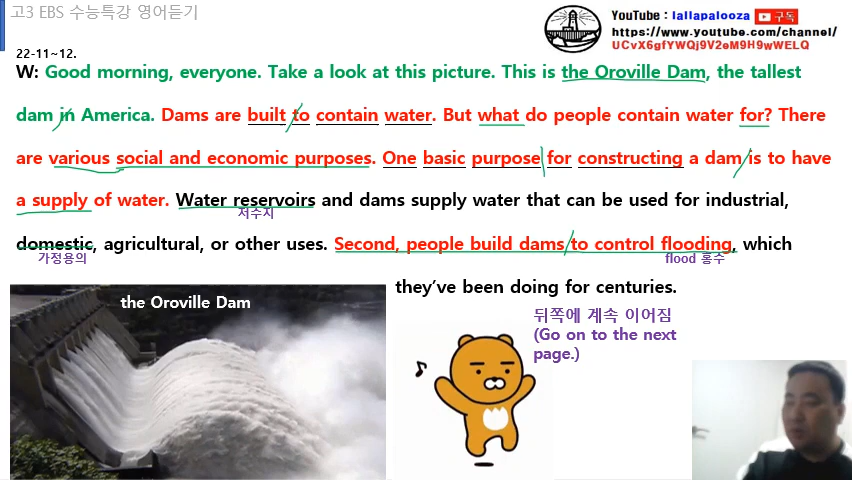 고3 EBS 수능특강 영어듣기
YouTube : lallapalooza 구독
https://www.youtube.com/channel/
UCvX6gfYWQj9V2eM9H9wWELQ
22-11~12.
W: Good morning, everyone. Take a look at this picture. This is the Oroville Dam, the tallest
dam in America. Dams are built to contain water. But what do people contain water for? There
are various social and economic purposes. One basic purpose for constructing a dam is to have
a supply of water. Water reservoirs and dams supply water that can be used for industrial,
저수지
domestic, agricultural, or other uses. Second, people build dams to control flooding, which
가정용의
flood 홍수
they've been doing for centuries.
the Oroville Dam
뒤쪽에 계속 이어짐
(Go on to the next
page.)